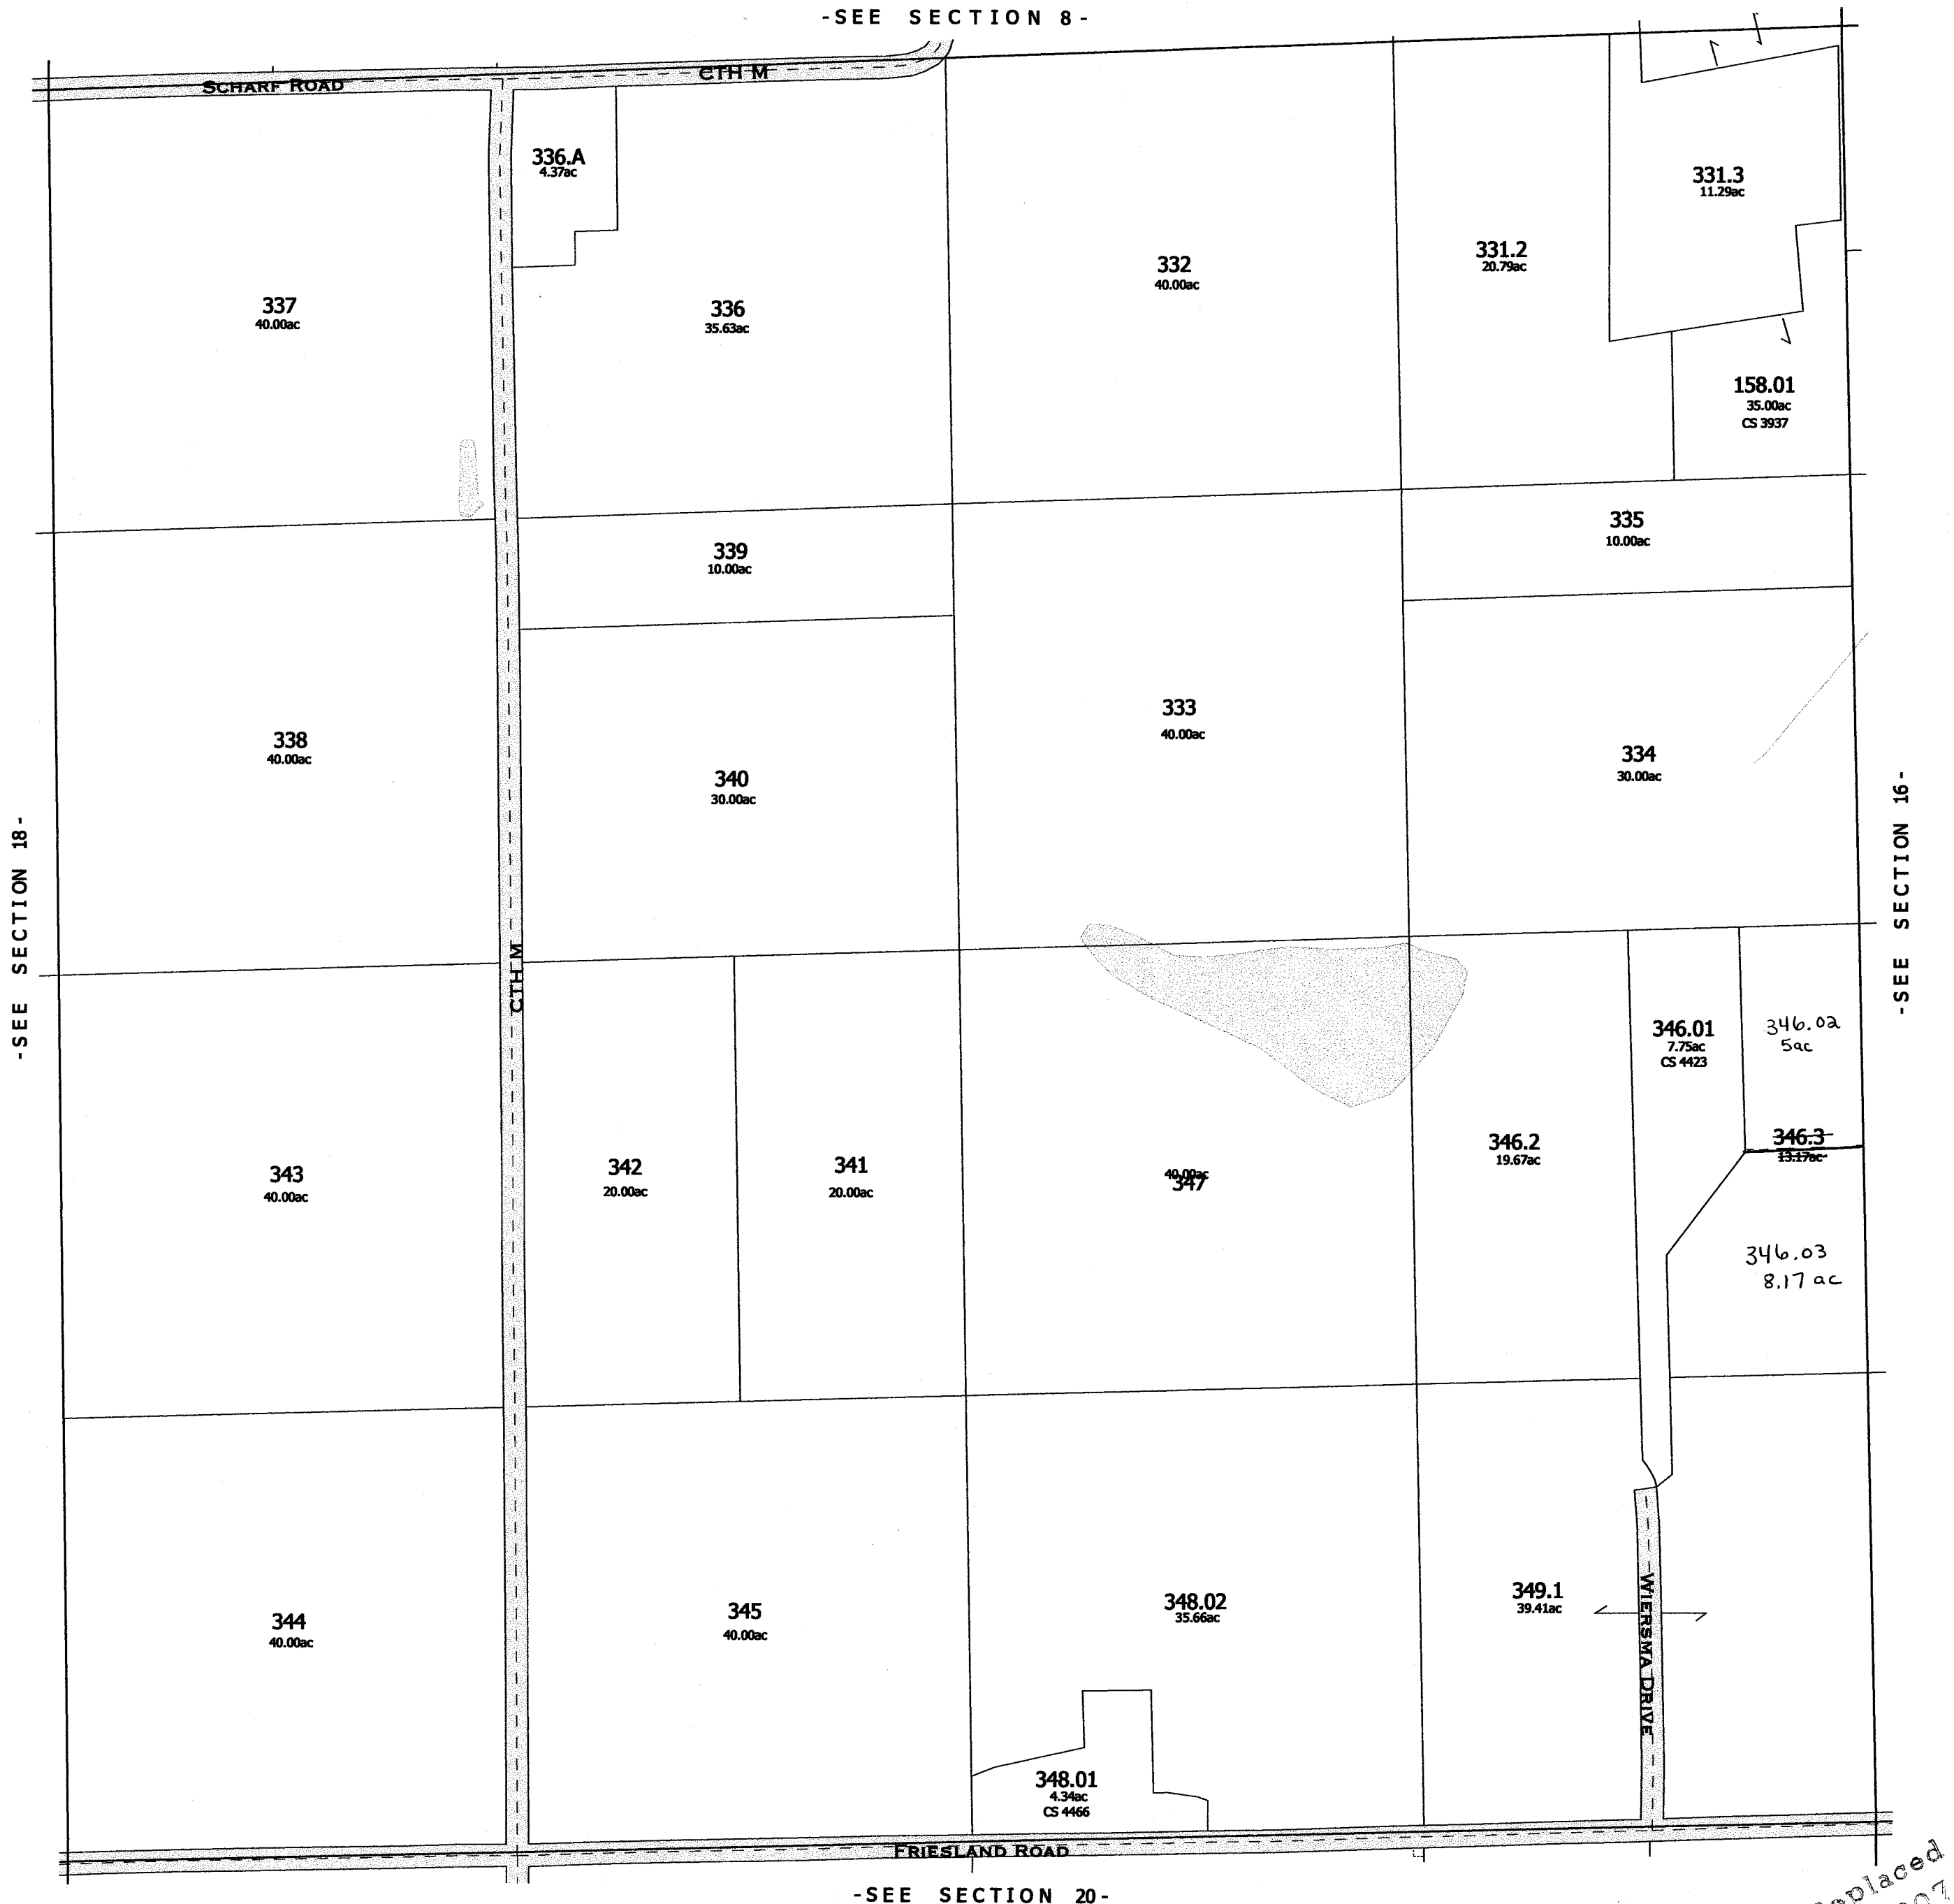 -SEE SECTION 8-
SCHARF ROAD
CTH M
336.A
4.37ac
331.3
11.29ac
331.2
20.79ac
332
40.00ac
337
40.00ac
336
35.63ac
158.01
35.00ac
CS 3937
335
10.00ac
339
10.00ac
333
40.00ac
338
40.00ac
334
30.00ac
340
30.00ac
-SEE SECTION 18-
-SEE SECTION 16-
CTH M
346.01
7.75ac
CS 4423
346.02
5ac
346.3
13.17ac
346.2
19.67ac
343
40.00ac
342
20.00ac
341
20.00ac
40.00ac
347
346.03
8.17 ac
349.1
39.41ac
348.02
35.66ac
345
40.00ac
344
40.00ac
WIERSMA DRIVE
348.01
4.34ac
CS 4466
FRIESLAND ROAD
-SEE SECTION 20-